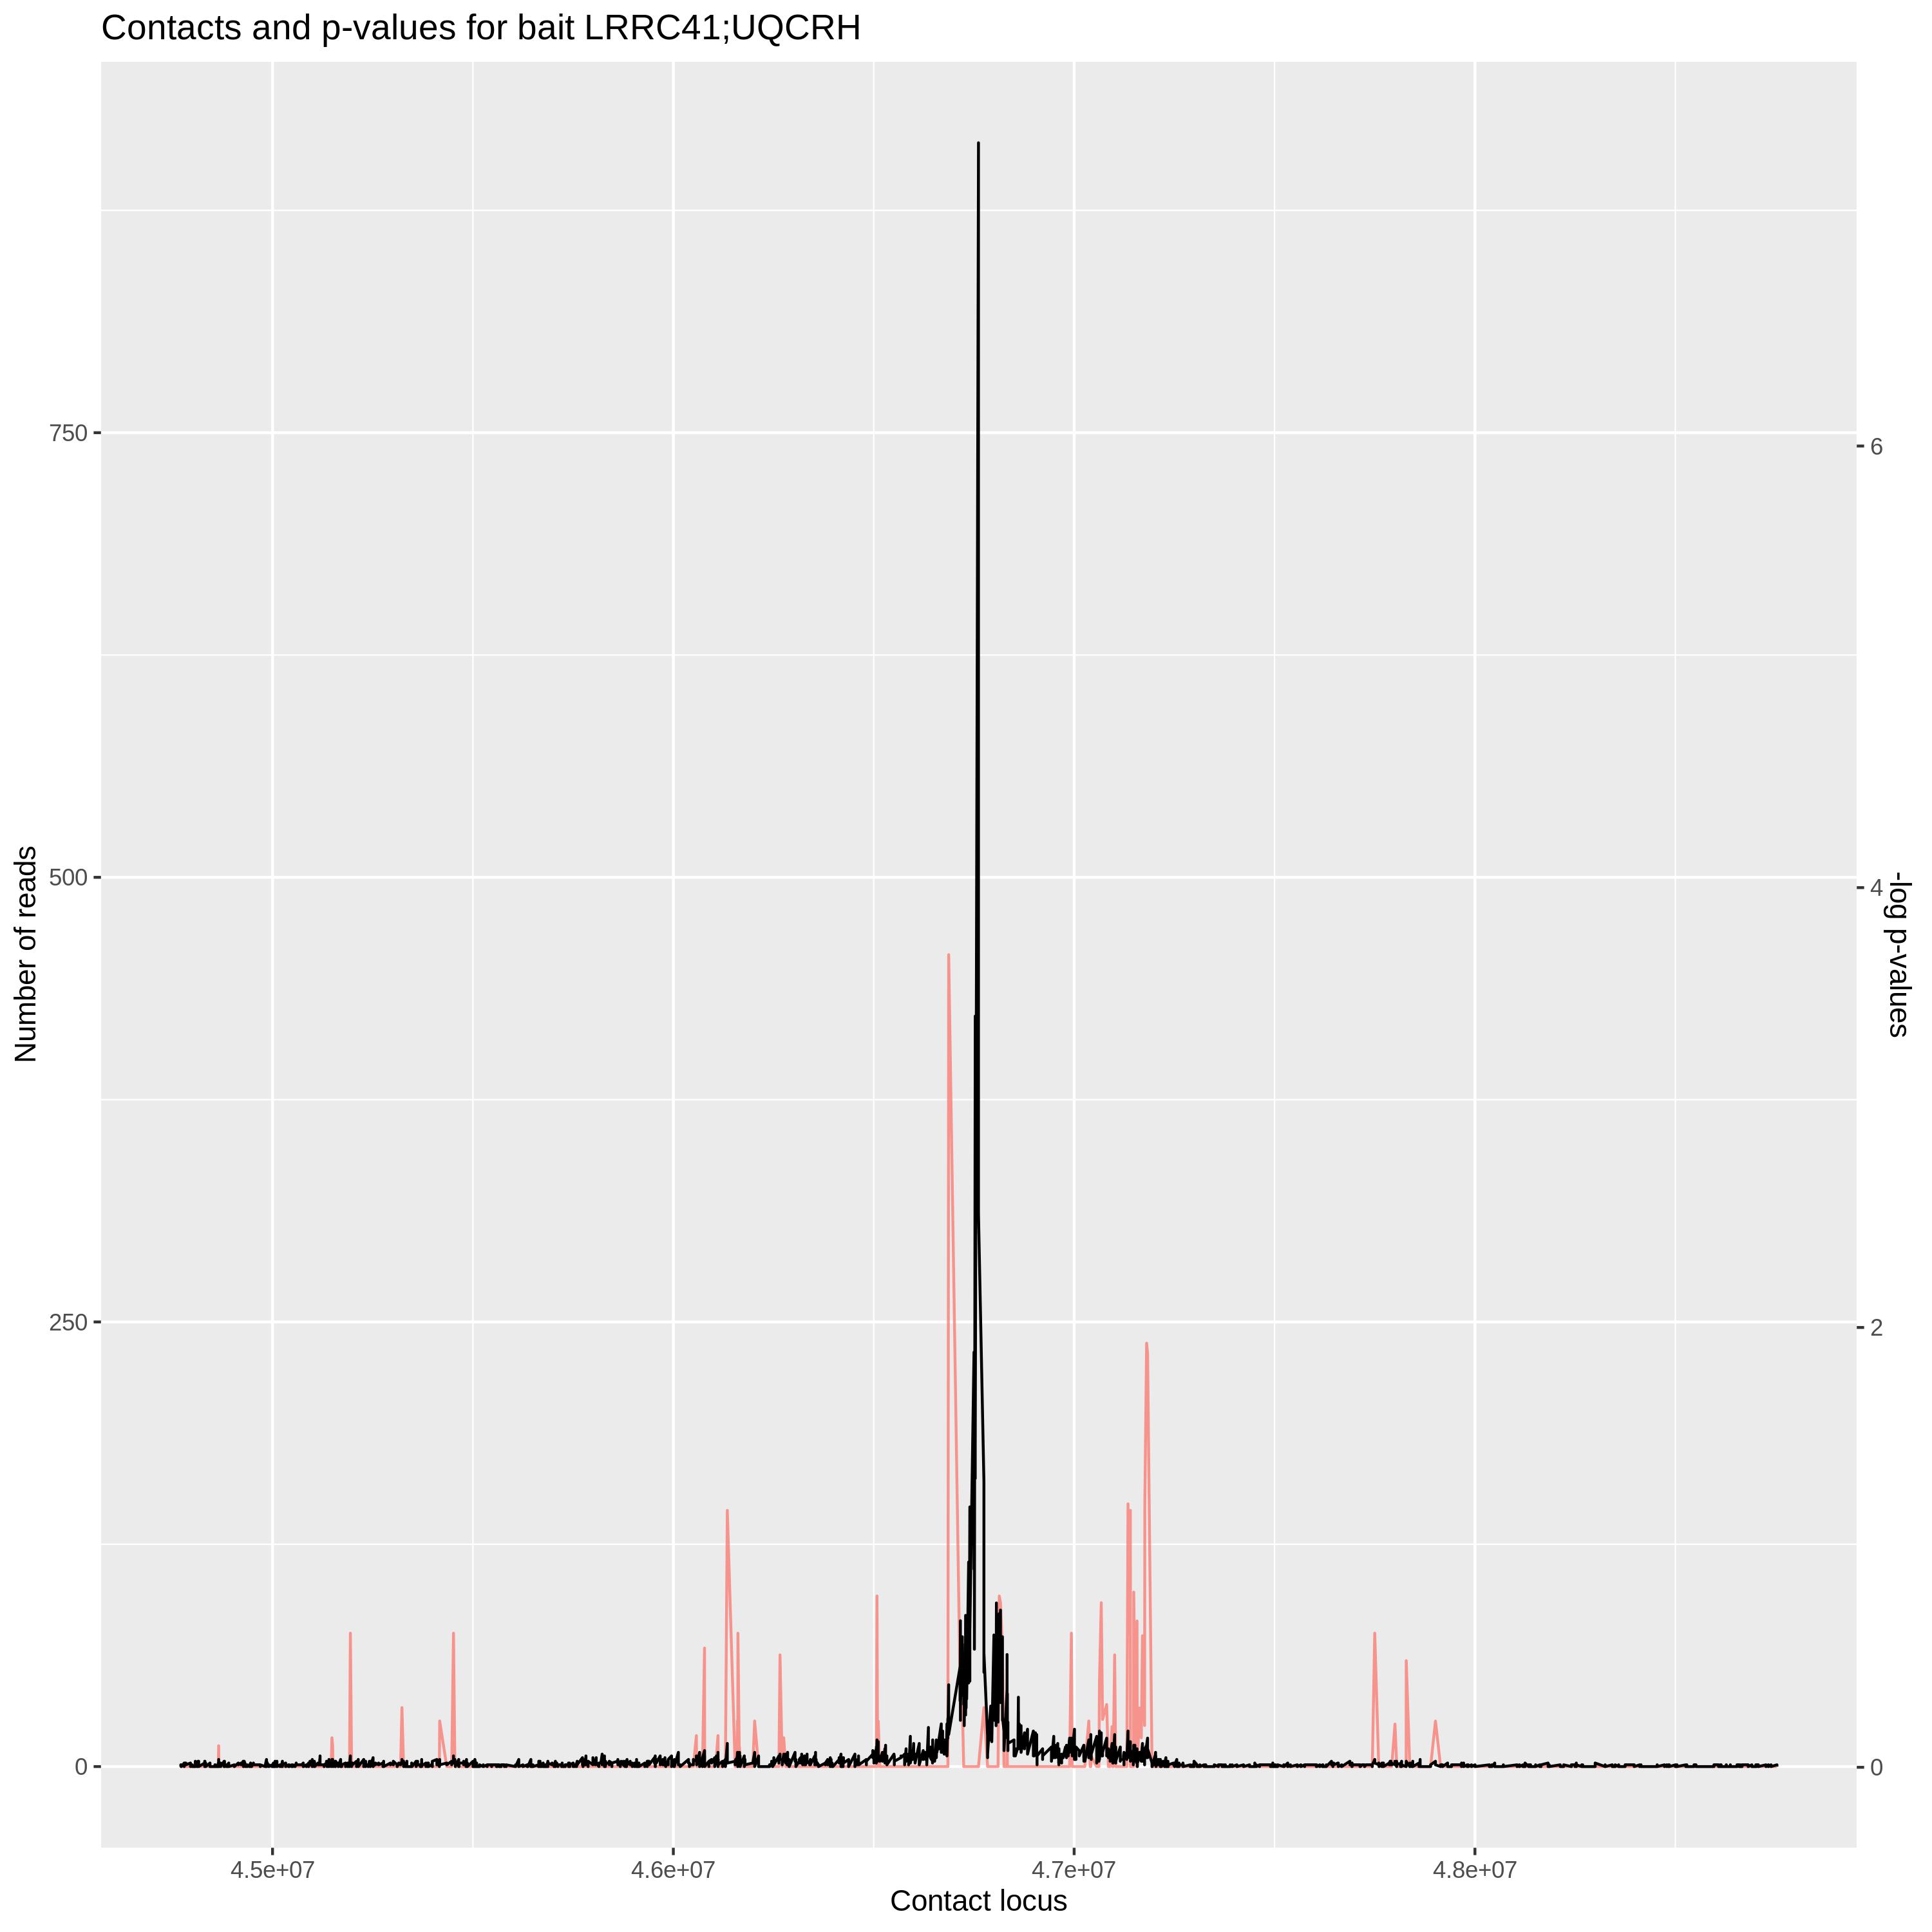 Contacts and p-values for bait LRRC41;UQCRH
Number of reads
750
500
250
0
6
4
2
0
-log p-values
4.5e+07
4.6e+07
4.7e+07
4.8e+07
Contact locus